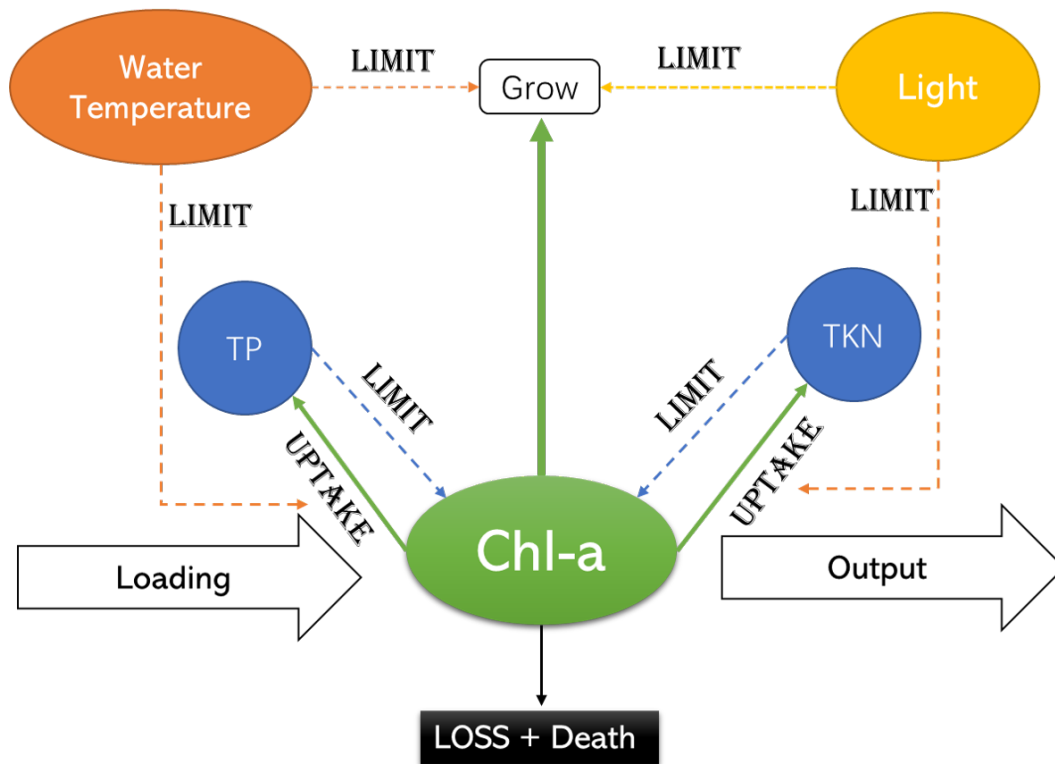 Water
Temperature
LIMIT
Grow
LIMIT
Light
LIMIT
LIMIT
TP
TKN
LIMIT
LIMIT
UPTAKE
UPTAKE
Chl-a
Loading
Output
LOSS + Death